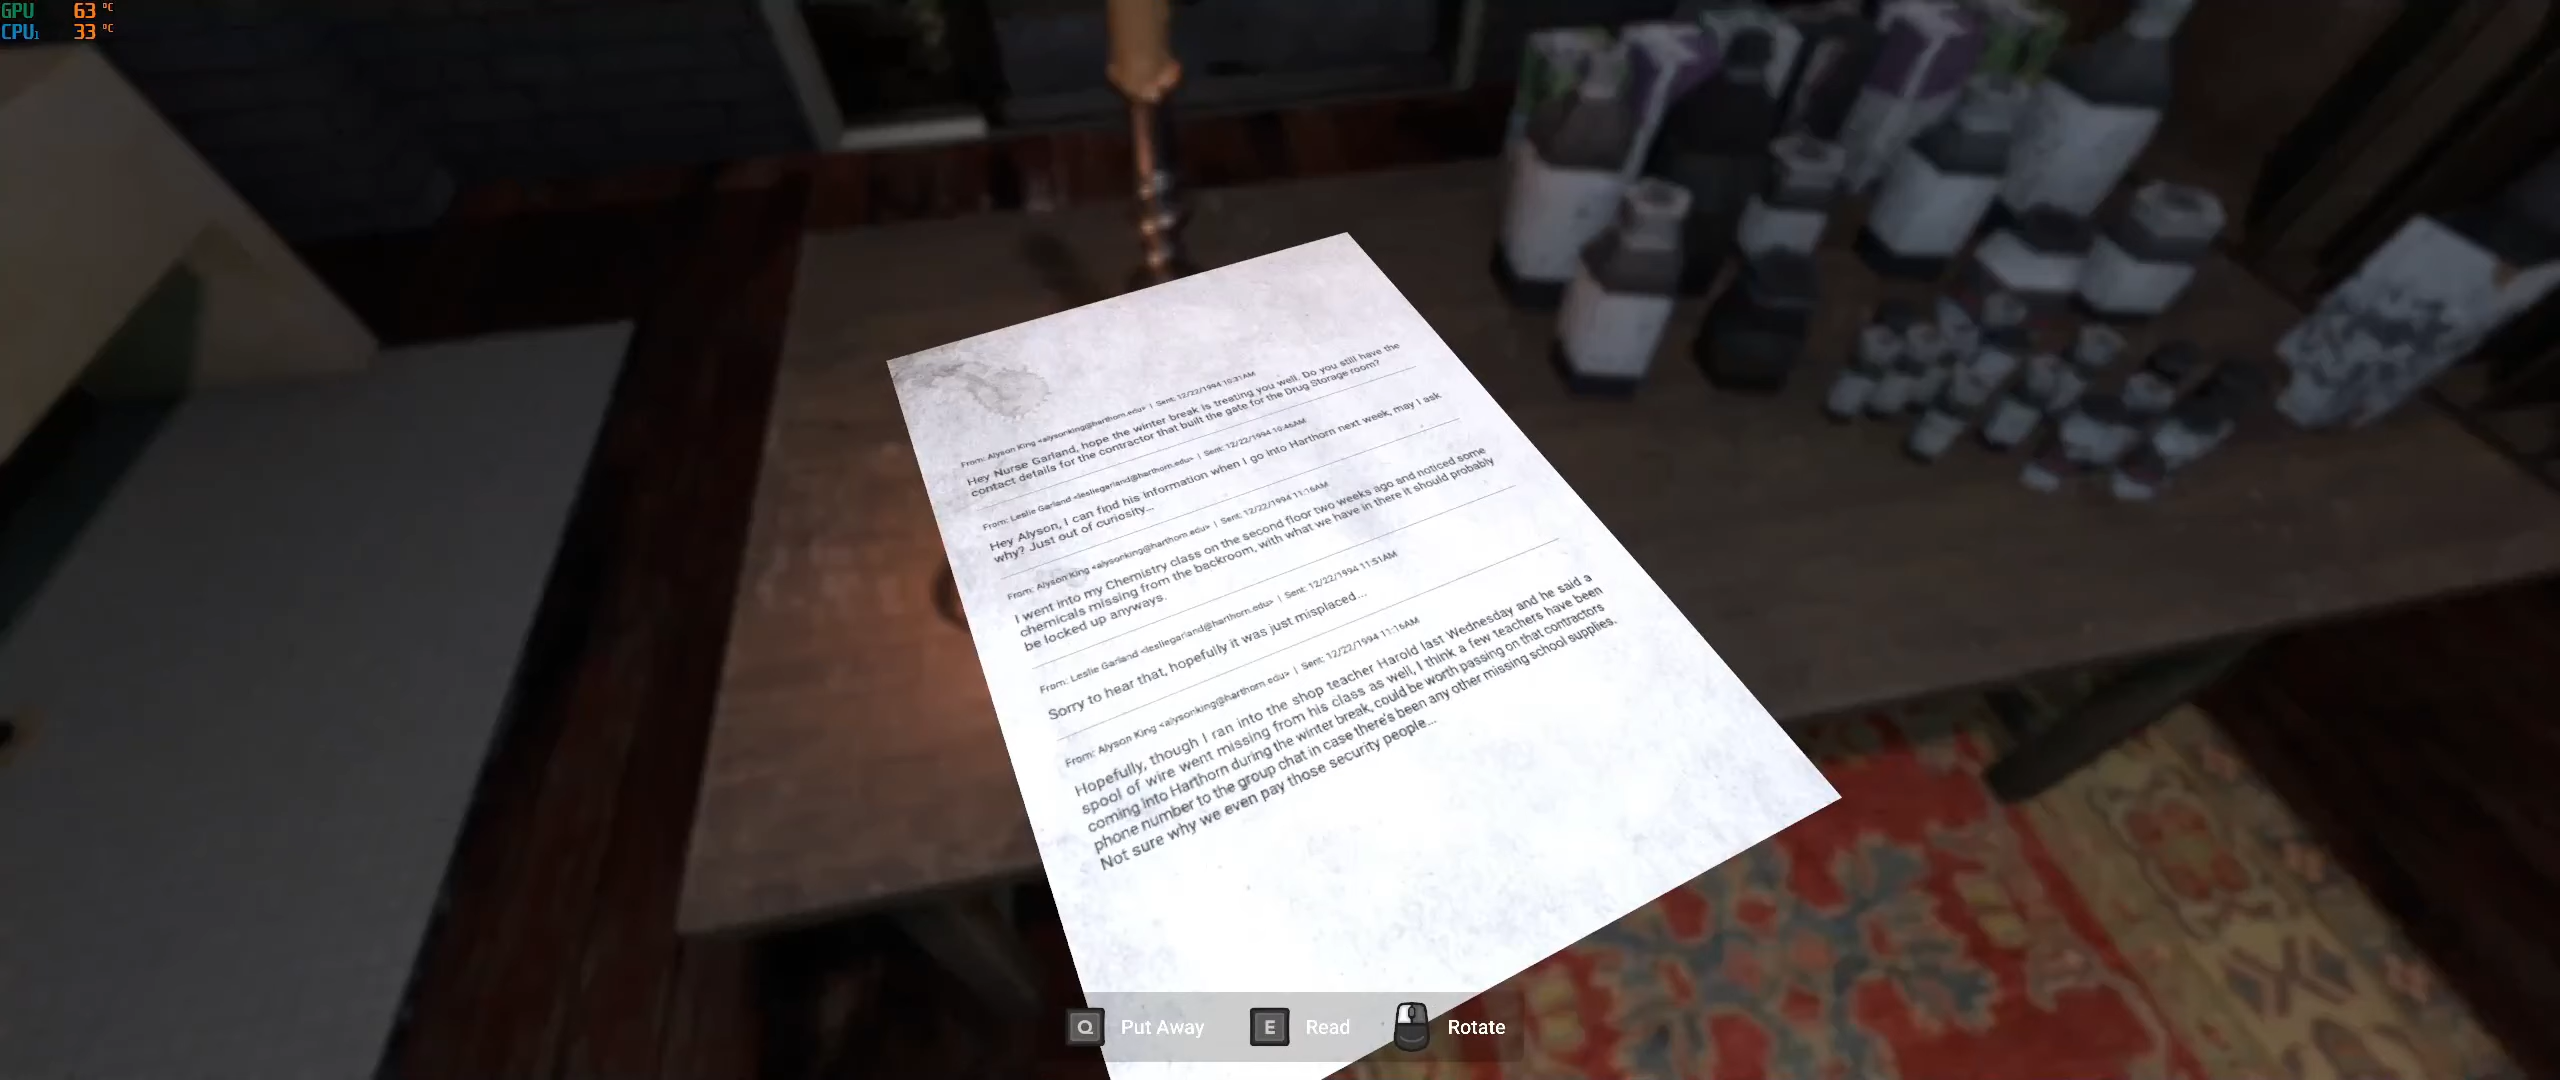 GPU 63 °C
CPU1 33 °C
From: Alyson King <alysonking@harthorn.edu> | Sent: 12/22/1994 10:31AM
Hey Nurse Garland, hope the winter break is treating you well. Do you still have the
contact details for the contractor that built the gate for the Drug Storage room?
From: Leslie Garland <lesliegarland@harthorn.edu> | Sent: 12/22/1994 10:46AM
Hey Alyson, I can find his information when I go into Harthorn next week, may I ask
why? Just out of curiosity...
From: Alyson King <alysonking@harthorn.edu> | Sent: 12/22/1994 11:16AM
I went into my Chemistry class on the second floor two weeks ago and noticed some
chemicals missing from the backroom, with what we have in there it should probably
be locked up anyways.
From: Leslie Garland <lesliegarland@harthorn.edu> | Sent: 12/22/1994 11:51AM
Sorry to hear that, hopefully it was just misplaced...
From: Alyson King <alysonking@harthorn.edu> | Sent: 12/22/1994 11:16AM
Hopefully, though I ran into the shop teacher Harold last Wednesday and he said a
spool of wire went missing from his class as well, I think a few teachers have been
coming into Harthorn during the winter break, could be worth passing on that contractors
phone number to the group chat in case there's been any other missing school supplies.
Not sure why we even pay those security people...
Q Put Away E Read Rotate